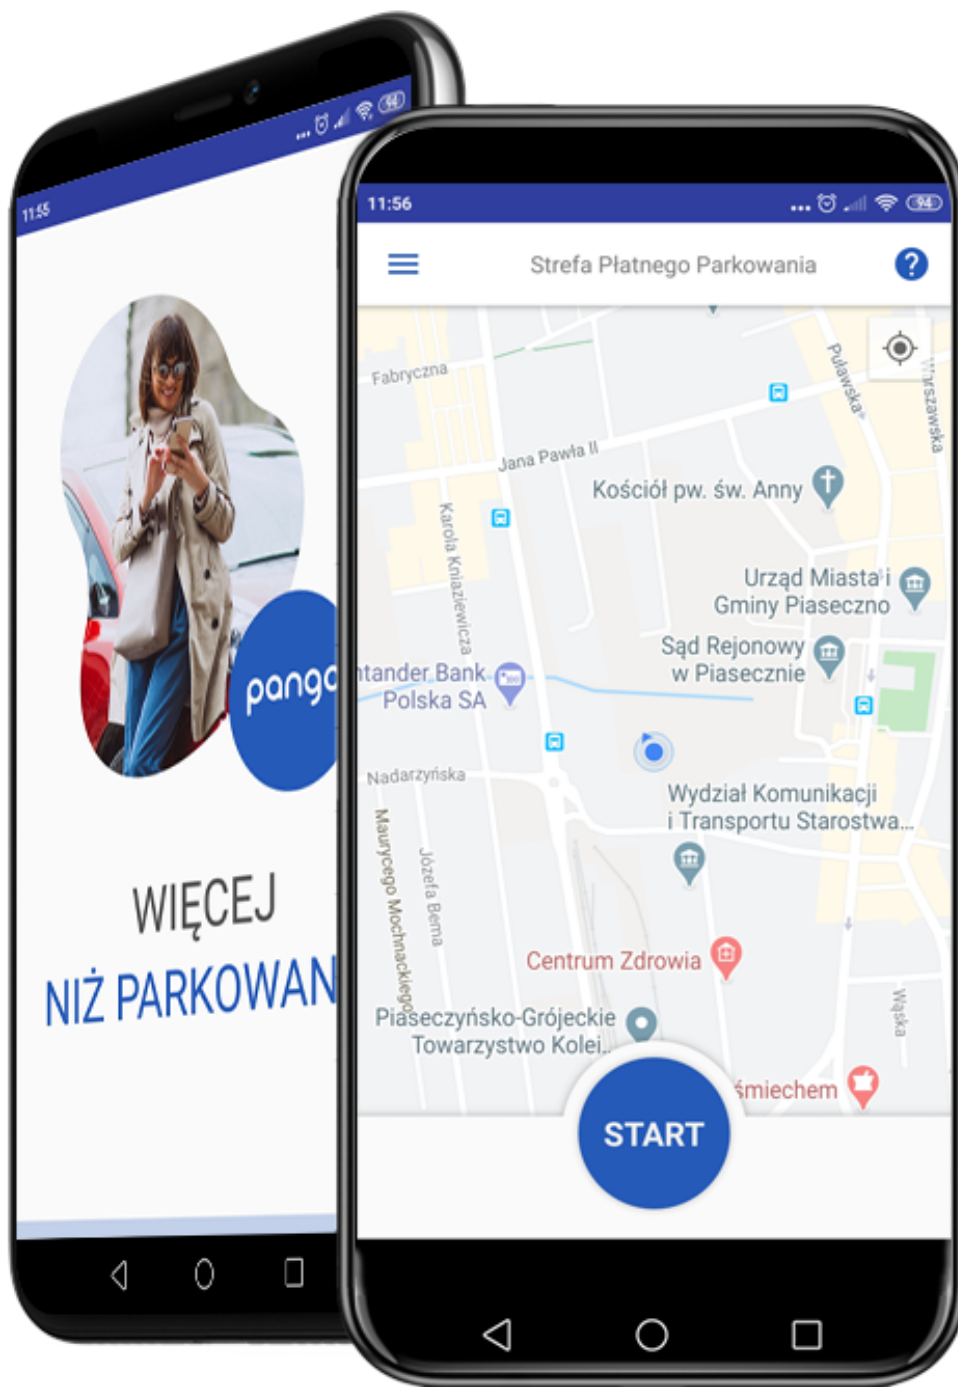 11:55
94
pango
WIĘCEJ
NIŻ PARKOWAN
11:56
94
Strefa Płatnego Parkowania
?
Fabryczna
Puławska
Warszawska
Jana Pawła II
Kościół pw. św. Anny
Karola Kniaziewicza
Urząd Miasta i
Gminy Piaseczno
Sąd Rejonowy
w Piasecznie
ntander Bank
Polska SA
Nadarzyńska
Wydział Komunikacji
i Transportu Starostwa...
Maurycego Mochnackiego
Józefa Bema
Centrum Zdrowia
Wąska
Piaseczyńsko-Grójeckie
Towarzystwo Kolei..
śmiechem
START